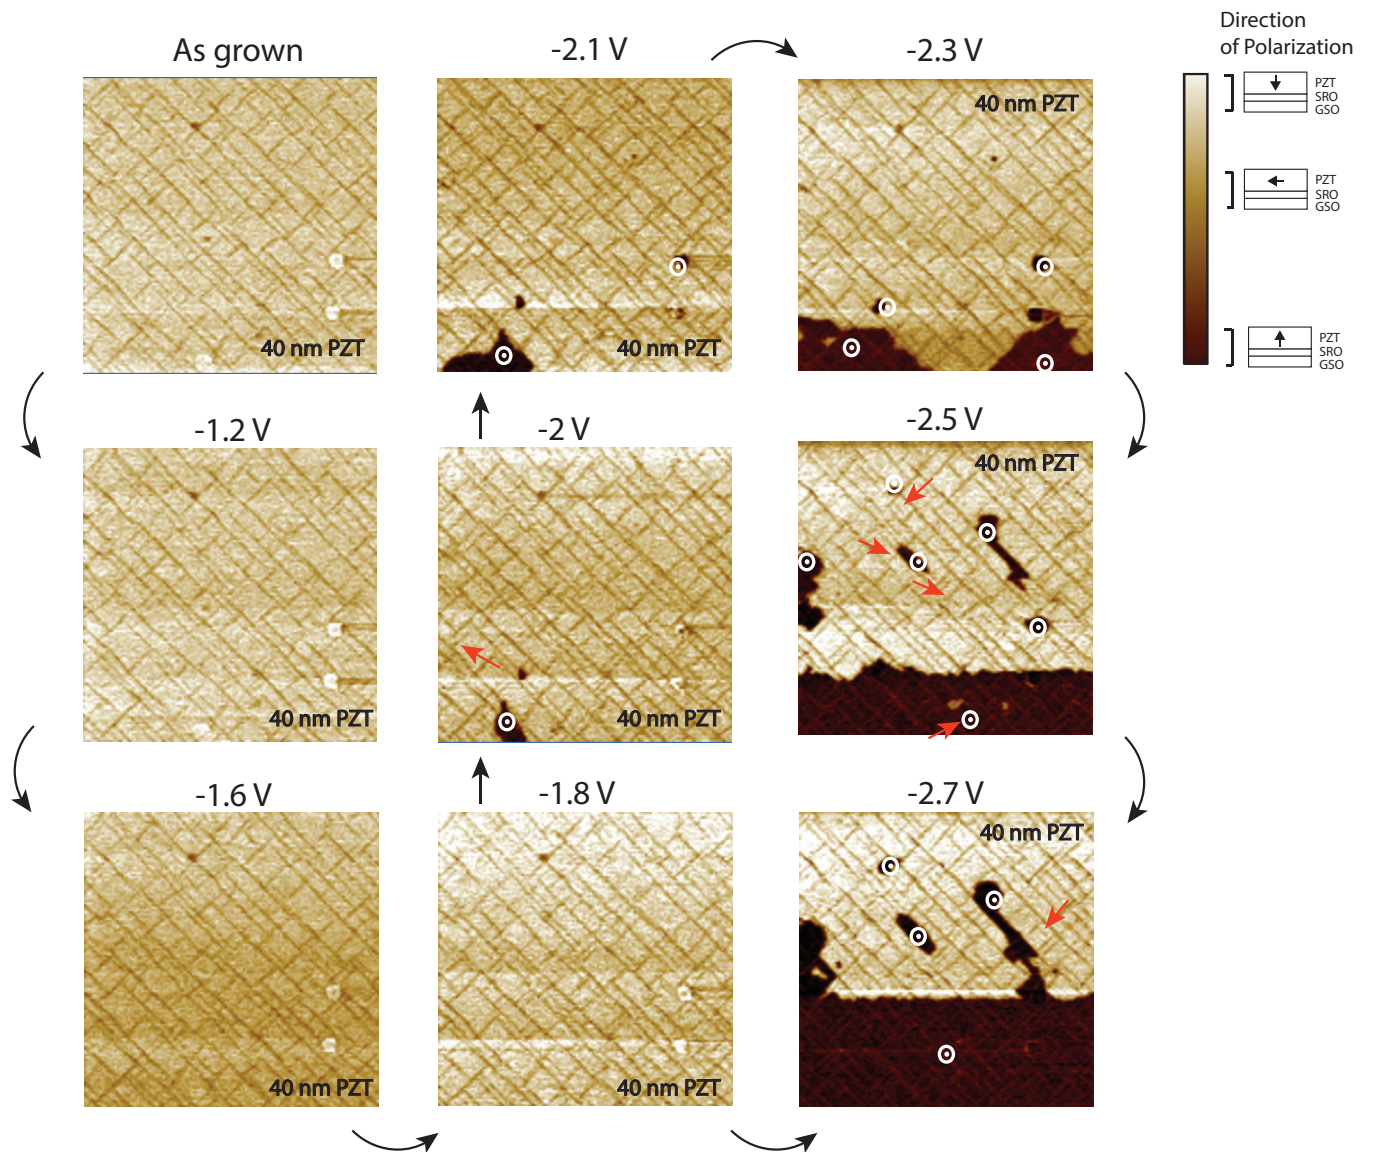 As grown
-2.1 V
-2.3 V
Direction
of Polarization
40 nm PZT
40 nm PZT
40 nm PZT
PZT
SRO
GSO
PZT
SRO
GSO
PZT
SRO
GSO
-1.2 V
-2 V
-2.5 V
40 nm PZT
40 nm PZT
40 nm PZT
-1.6 V
-1.8 V
-2.7 V
40 nm PZT
40 nm PZT
40 nm PZT